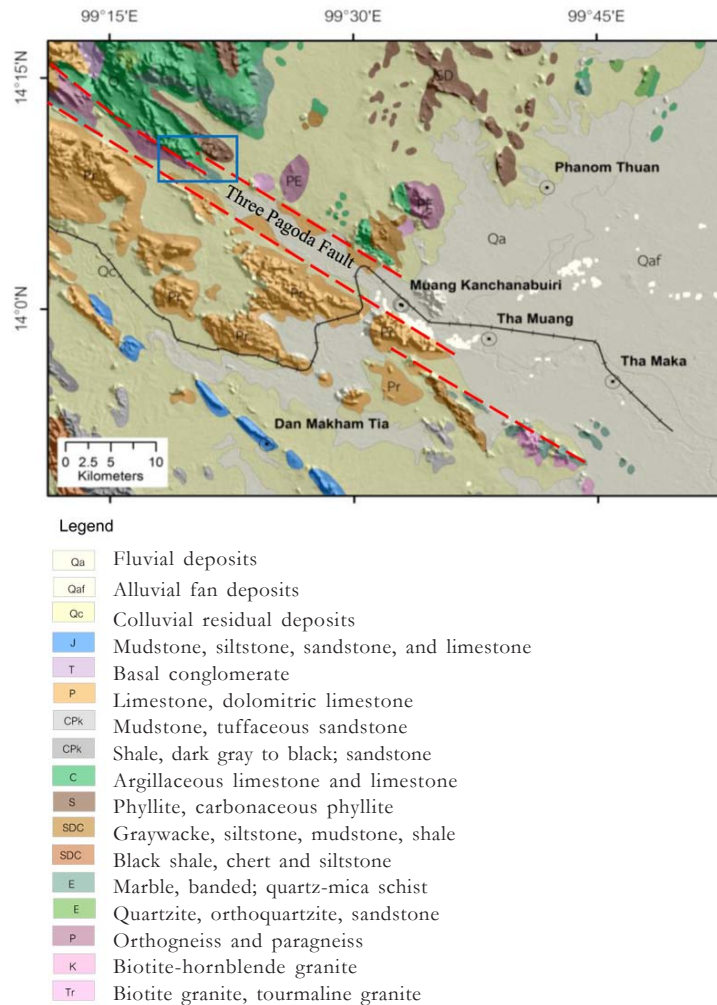 99°15'E 99°30'E 99°45'E
14°15'N
14°0'N
Phanom Thuan
PE
Three Pagoda Fault
Qa
Qaf
Qc
Muang Kanchanabuiri
Tha Muang
Tha Maka
Pr
Pr
Pr
Dan Makham Tia
0 2.5 5 10
Kilometers
Legend
Qa Fluvial deposits
Qaf Alluvial fan deposits
Qc Colluvial residual deposits
J Mudstone, siltstone, sandstone, and limestone
T Basal conglomerate
P Limestone, dolomitric limestone
CPk Mudstone, tuffaceous sandstone
CPk Shale, dark gray to black; sandstone
C Argillaceous limestone and limestone
S Phyllite, carbonaceous phyllite
SDC Graywacke, siltstone, mudstone, shale
SDC Black shale, chert and siltstone
E Marble, banded; quartz-mica schist
E Quartzite, orthoquartzite, sandstone
P Orthogneiss and paragneiss
K Biotite-hornblende granite
Tr Biotite granite, tourmaline granite